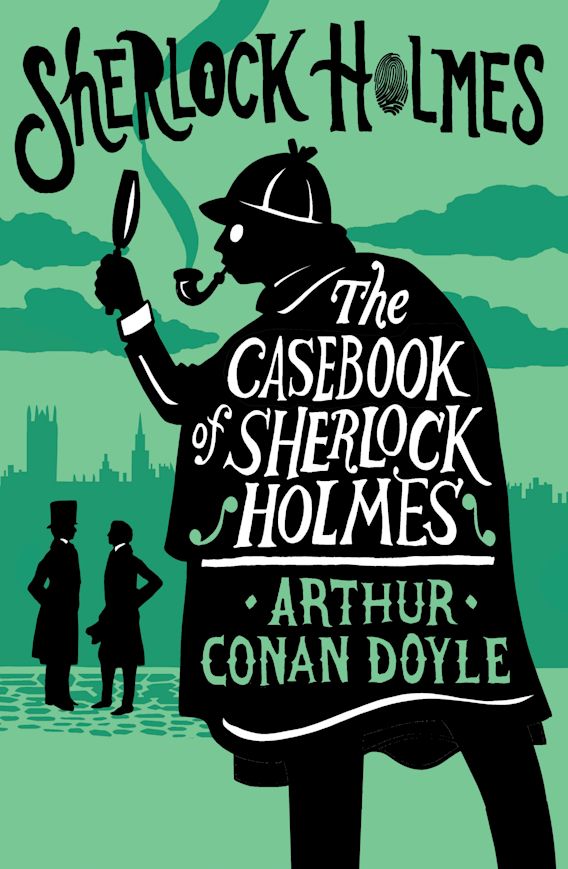 SHERLOCK HOLMES
The
CASEBOOK
of SHERLOCK
HOLMES
· ARTHUR ·
CONAN DOYLE